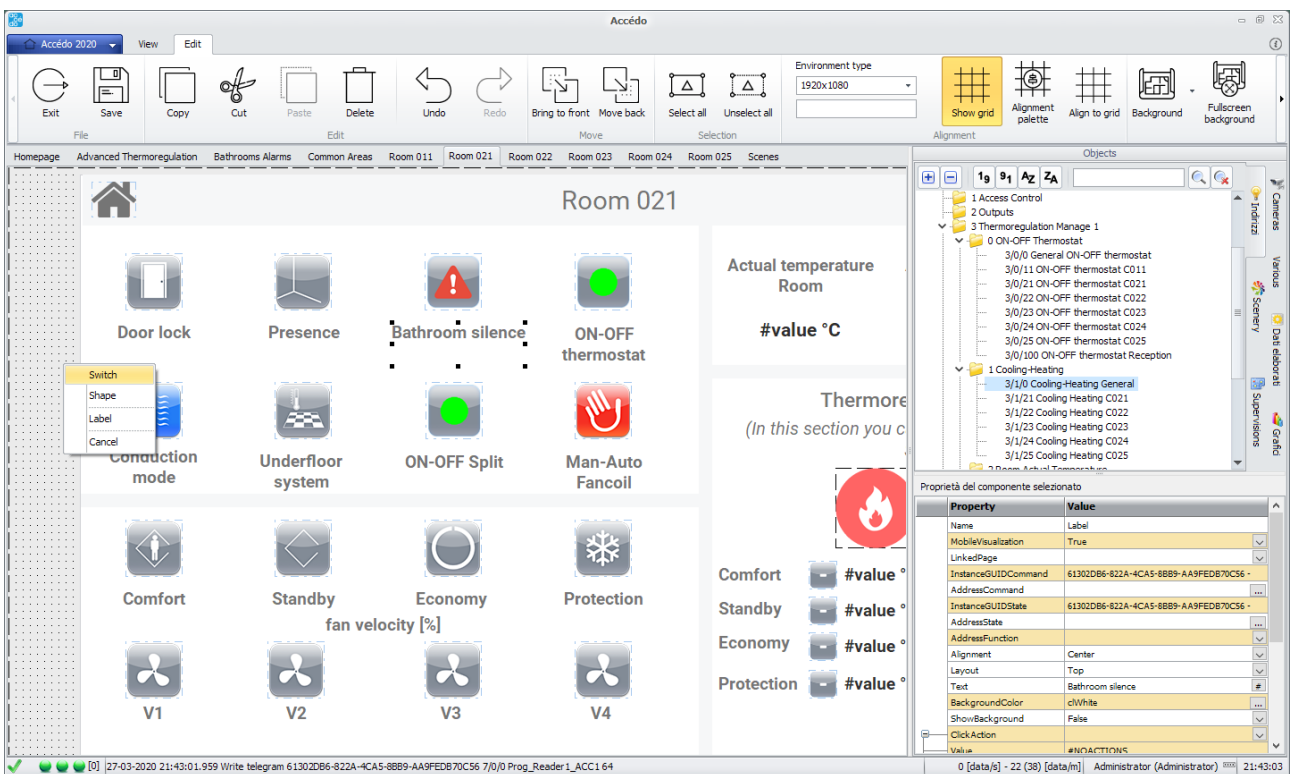 Accédo
Accédo 2020 View Edit
Exit Save Copy Cut Paste Delete Undo Redo Bring to front Move back Select all Unselect all
Environment type
1920x1080
Show grid Alignment palette Align to grid Background Fullscreen background
File Edit Move Selection Alignment
Homepage Advanced Thermoregulation Bathrooms Alarms Common Areas Room 011 Room 021 Room 022 Room 023 Room 024 Room 025 Scenes
Room 021
Door lock Presence Bathroom silence ON-OFF
thermostat
Switch
Shape
Label
Cancel
Conduction
mode
Underfloor
system
ON-OFF Split
Man-Auto
Fancoil
Comfort Standby Economy Protection
fan velocity [%]
V1 V2 V3 V4
Actual temperature
Room
#value °C
Thermore
(In this section you c
Comfort #value °
Standby #value °
Economy #value °
Protection #value °
Objects
1 Access Control
2 Outputs
3 Thermoregulation Manage 1
0 ON-OFF Thermostat
3/0/0 General ON-OFF thermostat
3/0/11 ON-OFF thermostat C011
3/0/21 ON-OFF thermostat C021
3/0/22 ON-OFF thermostat C022
3/0/23 ON-OFF thermostat C023
3/0/24 ON-OFF thermostat C024
3/0/25 ON-OFF thermostat C025
3/0/100 ON-OFF thermostat Reception
1 Cooling-Heating
3/1/0 Cooling-Heating General
3/1/21 Cooling Heating C021
3/1/22 Cooling Heating C022
3/1/23 Cooling Heating C023
3/1/24 Cooling Heating C024
3/1/25 Cooling Heating C025
2 Room Actual Temperature
Indirizzi
Scenery
Supervisions
Cameras
Various
Dati elaborati
Grafici
Proprietà del componente selezionato
Property Value
Name Label
MobileVisualization True
LinkedPage
InstanceGUIDCommand 61302DB6-822A-4CA5-8BB9-AA9FEDB70C56 -
AddressCommand
InstanceGUIDState 61302DB6-822A-4CA5-8BB9-AA9FEDB70C56 -
AddressState
AddressFunction
Alignment Center
Layout Top
Text Bathroom silence
BackgroundColor clWhite
ShowBackground False
ClickAction
Value #NOACTIONS
[0] 27-03-2020 21:43:01.959 Write telegram 61302DB6-822A-4CA5-8BB9-AA9FEDB70C56 7/0/0 Prog_Reader1_ACC1 64
0 [data/s] - 22 (38) [data/m] Administrator (Administrator) 21:43:03